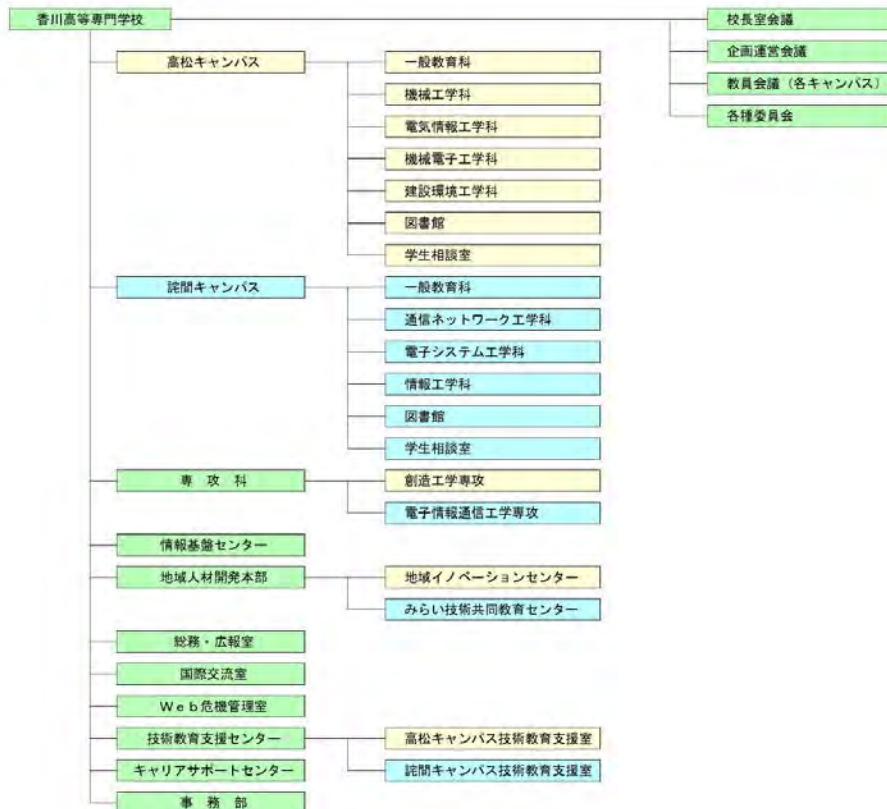 香川高等専門学校
校長室会議
企画運営会議
教員会議（各キャンパス）
各種委員会
高松キャンパス
一般教育科
機械工学科
電気情報工学科
機械電子工学科
建設環境工学科
図書館
学生相談室
詫間キャンパス
一般教育科
通信ネットワーク工学科
電子システム工学科
情報工学科
図書館
学生相談室
専攻科
創造工学専攻
電子情報通信工学専攻
情報基盤センター
地域人材開発本部
地域イノベーションセンター
みらい技術共同教育センター
総務・広報室
国際交流室
Ｗｅｂ危機管理室
技術教育支援センター
高松キャンパス技術教育支援室
詫間キャンパス技術教育支援室
キャリアサポートセンター
事務部